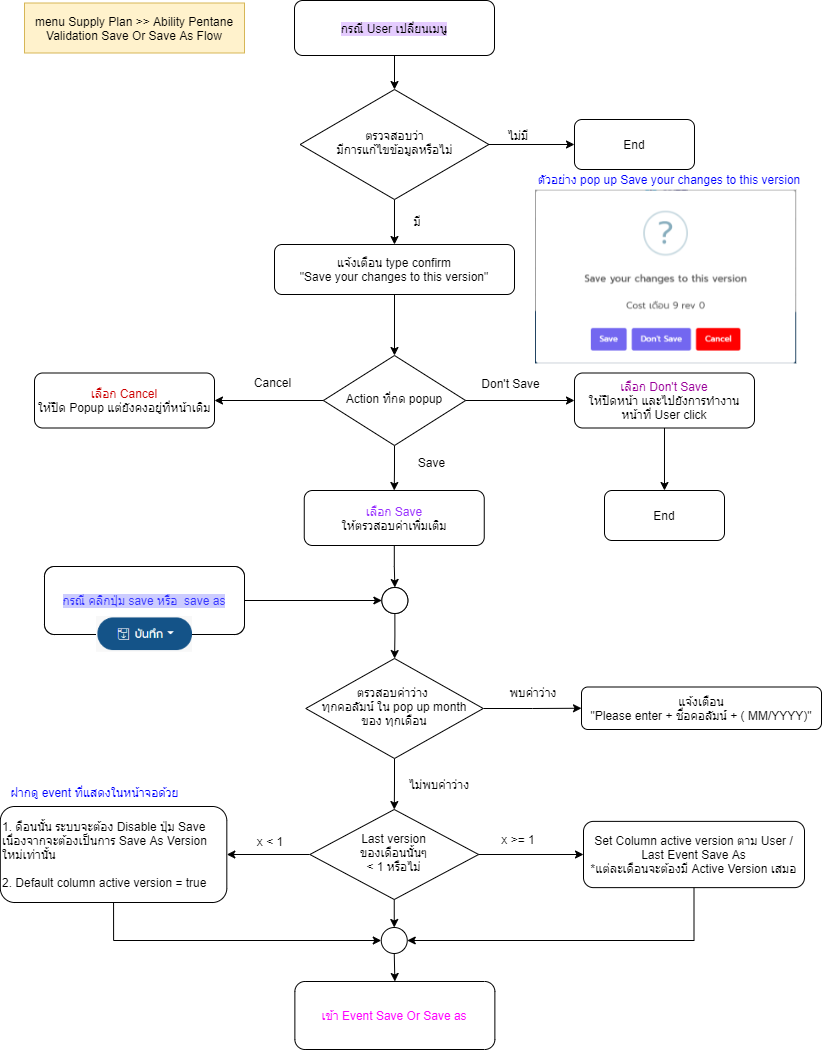 menu Supply Plan >> Ability Pentane
Validation Save Or Save As Flow
กรณี User เปลี่ยนเมนู
ตรวจสอบว่า
มีการแก้ไขข้อมูลหรือไม่
ไม่มี
End
มี
ตัวอย่าง pop up Save your changes to this version
?
Save your changes to this version
Cost เดือน 9 rev 0
Save Don't Save Cancel
แจ้งเตือน type confirm
"Save your changes to this version"
Action ที่กด popup
Cancel
Don't Save
Save
เลือก Cancel
ให้ปิด Popup แต่ยังคงอยู่ที่หน้าเดิม
เลือก Don't Save
ให้ปิดหน้า และไปยังการทำงาน
หน้าที่ User click
End
เลือก Save
ให้ตรวสอบค่าเพิ่มเติม
กรณี คลิกปุ่ม save หรือ save as
บันทึก
ตรวสอบค่าว่าง
ทุกคอลัมน์ ใน pop up month
ของ ทุกเดือน
พบค่าว่าง
แจ้งเตือน
"Please enter + ชื่อคอลัมน์ + ( MM/YYYY)"
ไม่พบค่าว่าง
ฝากดู event ที่แสดงในหน้าจอด้วย
1. ดือนนั้น ระบบจะต้อง Disable ปุ่ม Save
เนื่องจากจะต้องเป็นการ Save As Version
ใหม่เท่านั้น
2. Default column active version = true
x < 1
Last version
ของเดือนนั้นๆ
< 1 หรือไม่
x >= 1
Set Column active version ตาม User /
Last Event Save As
*แต่ละเดือนจะต้องมี Active Version เสมอ
เข้า Event Save Or Save as